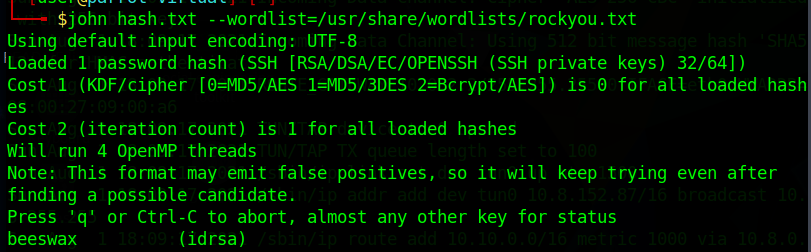 [user@parrot-virtual]
$john hash.txt --wordlist=/usr/share/wordlists/rockyou.txt
Using default input encoding: UTF-8
Loaded 1 password hash (SSH [RSA/DSA/EC/OPENSSH (SSH private keys) 32/64])
Cost 1 (KDF/cipher [0=MD5/AES 1=MD5/3DES 2=Bcrypt/AES]) is 0 for all loaded hash
es
Cost 2 (iteration count) is 1 for all loaded hashes
Will run 4 OpenMP threads
Note: This format may emit false positives, so it will keep trying even after
finding a possible candidate.
Press 'q' or Ctrl-C to abort, almost any other key for status
beeswax (idrsa)